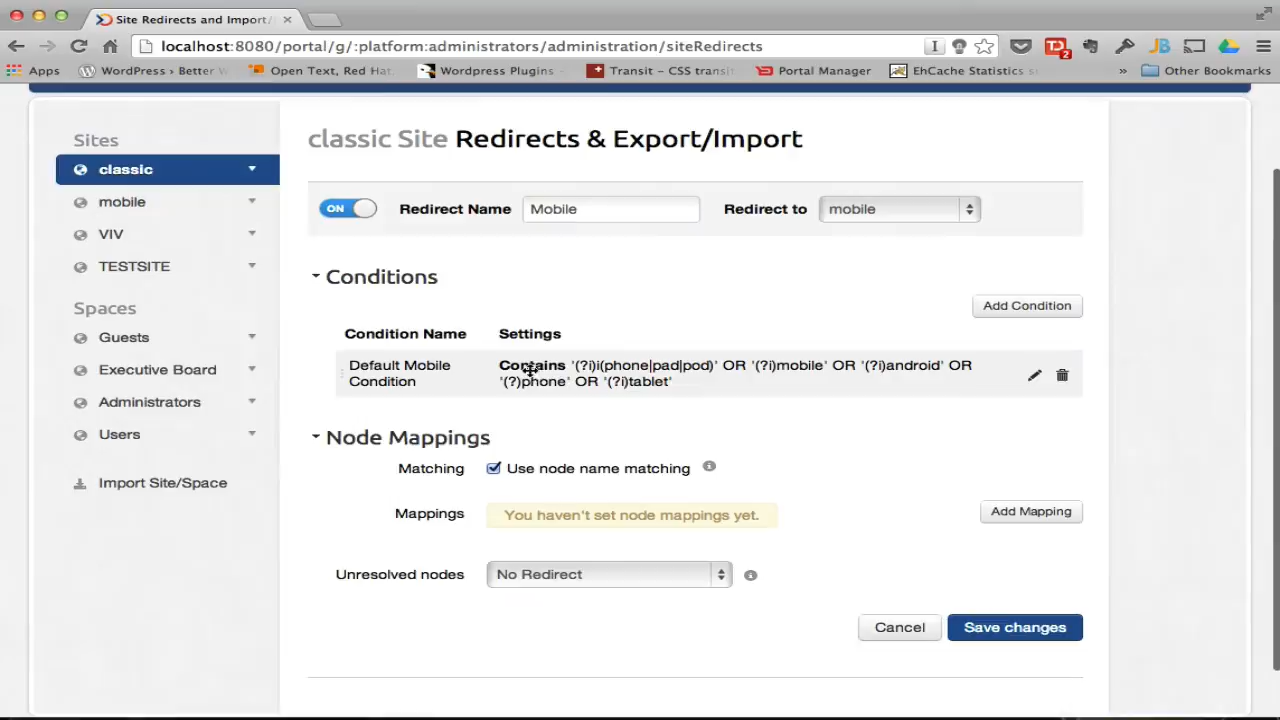 Site Redirects and Import/
localhost:8080/portal/g/:platform:administrators/administration/siteRedirects
Apps WordPress › Better Open Text, Red Hat. Wordpress Plugins Transit – CSS transit Portal Manager EhCache Statistics » Other Bookmarks
Sites
classic
mobile
VIV
TESTSITE
Spaces
Guests
Executive Board
Administrators
Users
Import Site/Space
classic Site Redirects & Export/Import
ON Redirect Name Mobile Redirect to mobile
Conditions
Add Condition
Condition Name Settings
Default Mobile Condition
Contains '(?i)i(phone|pad|pod)' OR '(?i)mobile' OR '(?i)android' OR
'(?)phone' OR '(?i)tablet'
Node Mappings
Matching Use node name matching
Mappings You haven't set node mappings yet. Add Mapping
Unresolved nodes No Redirect
Cancel Save changes